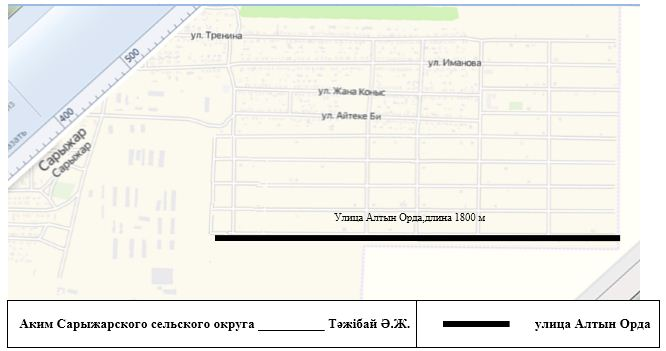 ул. Тренина
500
ул. Иманова
ул. Жана Коныс
400
ул. Айтеке Би
Сарыжар
Сарыжар
Улица Алтын Орда,длина 1800 м
Аким Сарыжарского сельского округа __________ Тәжібай Ә.Ж.
улица Алтын Орда